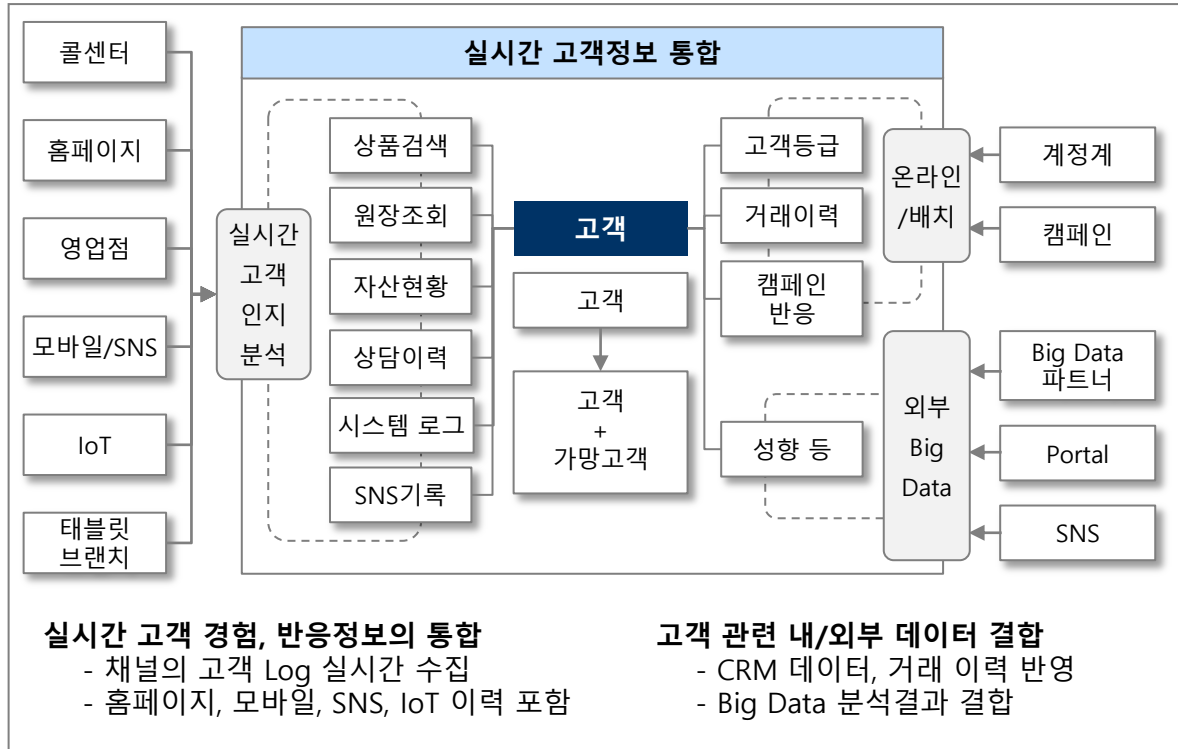 실시간 고객정보 통합
콜센터
홈페이지
영업점
모바일/SNS
IoT
태블릿
브랜치
실시간
고객
인지
분석
상품검색
원장조회
자산현황
상담이력
시스템 로그
SNS기록
고객
고객
고객
+
가망고객
고객등급
거래이력
캠페인
반응
성향 등
온라인
/배치
외부
Big
Data
계정계
캠페인
Big Data
파트너
Portal
SNS
실시간 고객 경험, 반응정보의 통합
- 채널의 고객 Log 실시간 수집
- 홈페이지, 모바일, SNS, IoT 이력 포함
고객 관련 내/외부 데이터 결합
- CRM 데이터, 거래 이력 반영
- Big Data 분석결과 결합